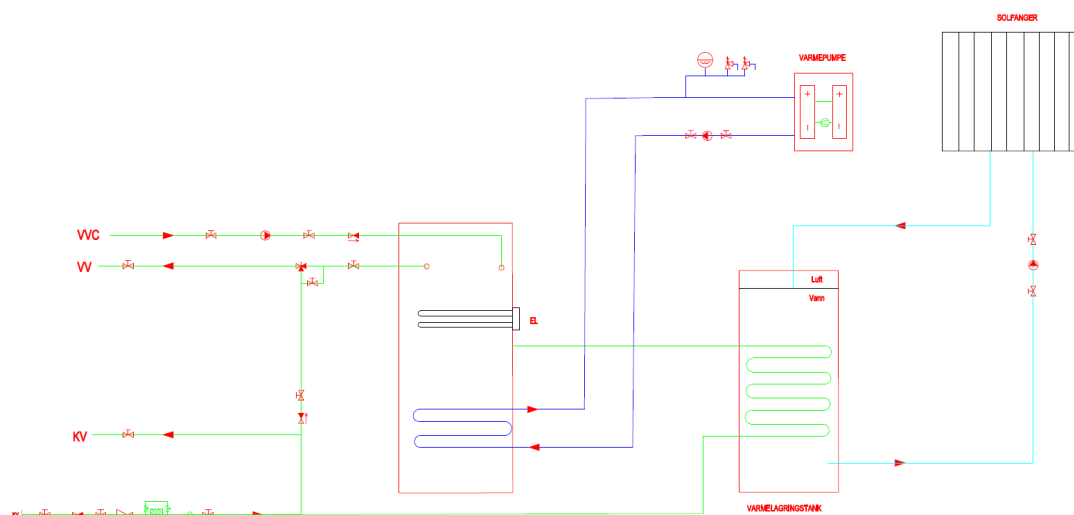 SOLFANGER
VARMEPUMPE
VVC
VV
Luft
Vann
EL
KV
VARMELAGRINGSTANK